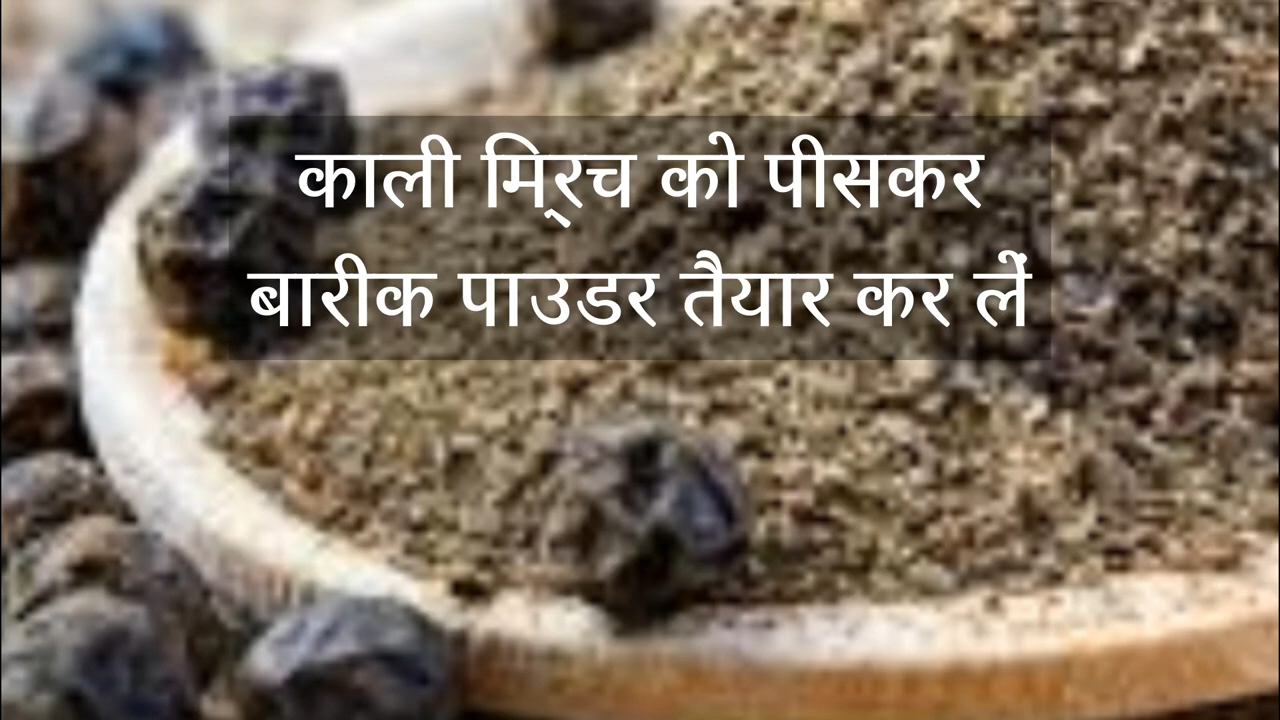 काली मि्रच को पीसकर
बारीक पाउडर तैयार कर लें